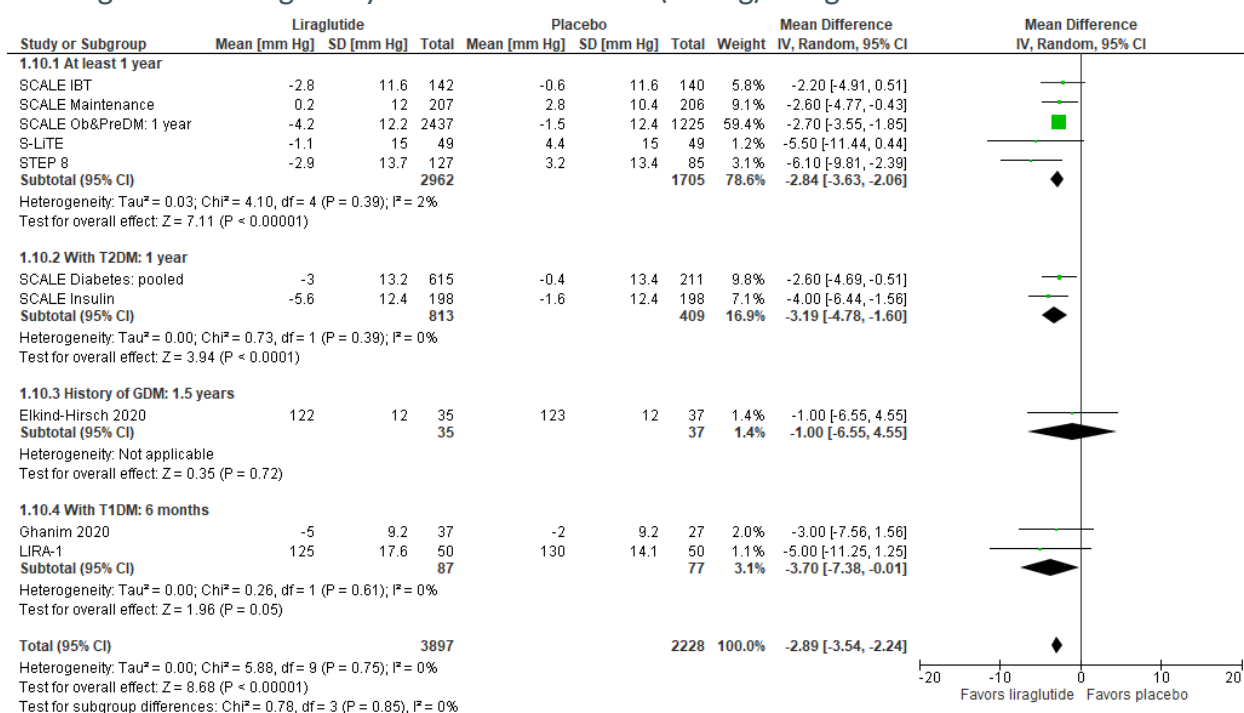 Liraglutide Placebo Mean Difference Mean Difference
Study or Subgroup Mean [mm Hg] SD [mm Hg] Total Mean [mm Hg] SD [mm Hg] Total Weight IV, Random, 95% CI IV, Random, 95% CI
1.10.1 At least 1 year
SCALE IBT -2.8 11.6 142 -0.6 11.6 140 5.8% -2.20 [-4.91, 0.51]
SCALE Maintenance 0.2 12 207 2.8 10.4 206 9.1% -2.60 [-4.77, -0.43]
SCALE Ob&PreDM: 1 year -4.2 12.2 2437 -1.5 12.4 1225 59.4% -2.70 [-3.55, -1.85]
S-LiTE -1.1 15 49 4.4 15 49 1.2% -5.50 [-11.44, 0.44]
STEP 8 -2.9 13.7 127 3.2 13.4 85 3.1% -6.10 [-9.81, -2.39]
Subtotal (95% CI) 2962 1705 78.6% -2.84 [-3.63, -2.06]
Heterogeneity: Tau² = 0.03; Chi² = 4.10, df = 4 (P = 0.39); I² = 2%
Test for overall effect: Z = 7.11 (P < 0.00001)
1.10.2 With T2DM: 1 year
SCALE Diabetes: pooled -3 13.2 615 -0.4 13.4 211 9.8% -2.60 [-4.69, -0.51]
SCALE Insulin -5.6 12.4 198 -1.6 12.4 198 7.1% -4.00 [-6.44, -1.56]
Subtotal (95% CI) 813 409 16.9% -3.19 [-4.78, -1.60]
Heterogeneity: Tau² = 0.00; Chi² = 0.73, df = 1 (P = 0.39); I² = 0%
Test for overall effect: Z = 3.94 (P < 0.0001)
1.10.3 History of GDM: 1.5 years
Elkind-Hirsch 2020 122 12 35 123 12 37 1.4% -1.00 [-6.55, 4.55]
Subtotal (95% CI) 35 37 1.4% -1.00 [-6.55, 4.55]
Heterogeneity: Not applicable
Test for overall effect: Z = 0.35 (P = 0.72)
1.10.4 With T1DM: 6 months
Ghanim 2020 -5 9.2 37 -2 9.2 27 2.0% -3.00 [-7.56, 1.56]
LIRA-1 125 17.6 50 130 14.1 50 1.1% -5.00 [-11.25, 1.25]
Subtotal (95% CI) 87 77 3.1% -3.70 [-7.38, -0.01]
Heterogeneity: Tau² = 0.00; Chi² = 0.26, df = 1 (P = 0.61); I² = 0%
Test for overall effect: Z = 1.96 (P = 0.05)
Total (95% CI) 3897 2228 100.0% -2.89 [-3.54, -2.24]
Heterogeneity: Tau² = 0.00; Chi² = 5.88, df = 9 (P = 0.75); I² = 0%
Test for overall effect: Z = 8.68 (P < 0.00001)
Test for subgroup differences: Chi² = 0.78, df = 3 (P = 0.85), I² = 0%
-20 -10 0 10 20
Favors liraglutide Favors placebo